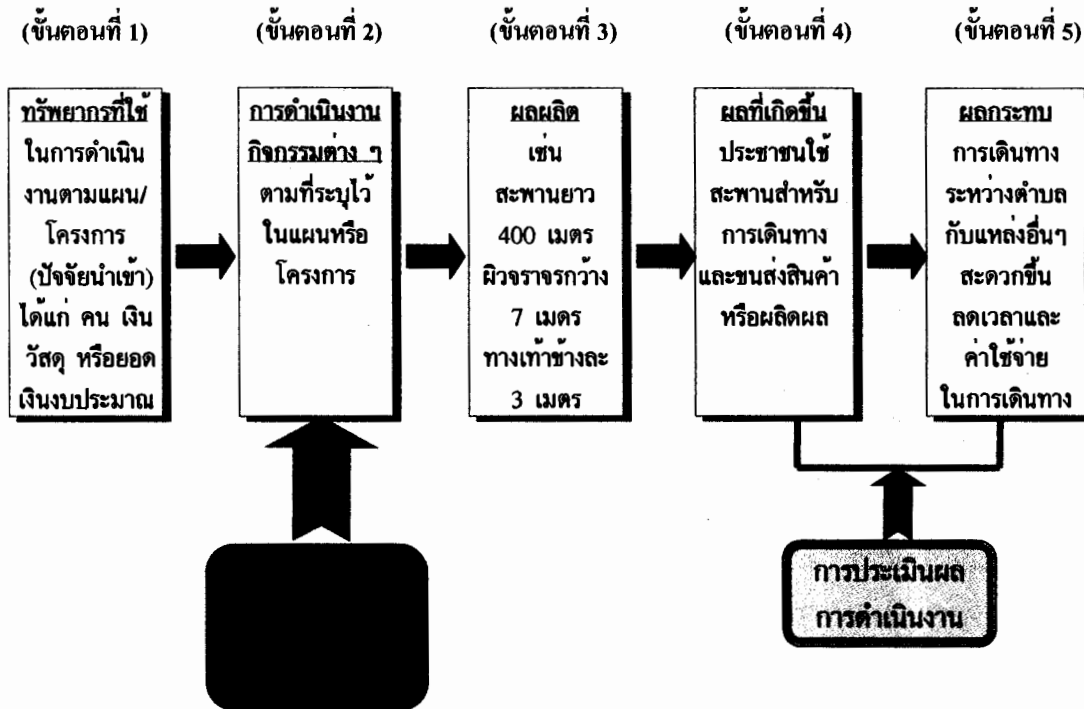 (ขั้นตอนที่ 1)
(ขั้นตอนที่ 2)
(ขั้นตอนที่ 3)
(ขั้นตอนที่ 4)
(ขั้นตอนที่ 5)
ทรัพยากรที่ใช้
ในการดำเนิน
งานตามแผน/
โครงการ
(ปัจจัยนำเข้า)
ได้แก่ คน เงิน
วัสดุ หรือยอด
เงินงบประมาณ
การดำเนินงาน
กิจกรรมต่าง ๆ
ตามที่ระบุไว้
ในแผนหรือ
โครงการ
ผลผลิต
เช่น
สะพานยาว
400 เมตร
ผิวจราจรกว้าง
7 เมตร
ทางเท้าข้างละ
3 เมตร
ผลที่เกิดขึ้น
ประชาชนใช้
สะพานสำหรับ
การเดินทาง
และขนส่งสินค้า
หรือผลิตผล
ผลกระทบ
การเดินทาง
ระหว่างตำบล
กับแหล่งอื่นๆ
สะดวกขึ้น
ลดเวลาและ
ค่าใช้จ่าย
ในการเดินทาง
การประเมินผล
การดำเนินงาน